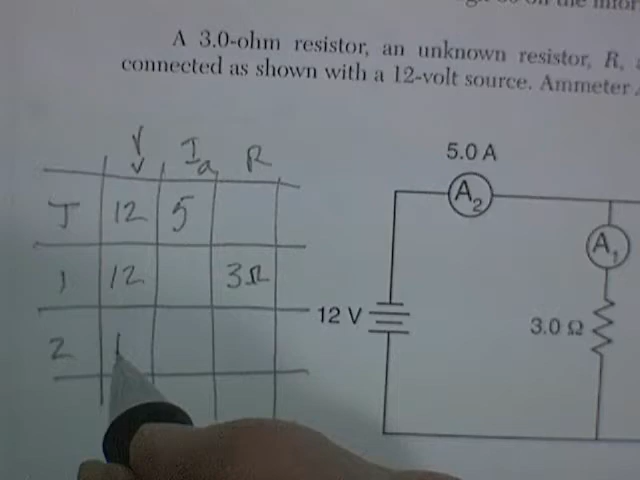 A 3.0-ohm resistor, an unknown resistor, R,
connected as shown with a 12-volt source. Ammeter
V I R
v a
T 12 5
1 12 3Ω
2 1
5.0 A
A2
A1
12 V
3.0 Ω